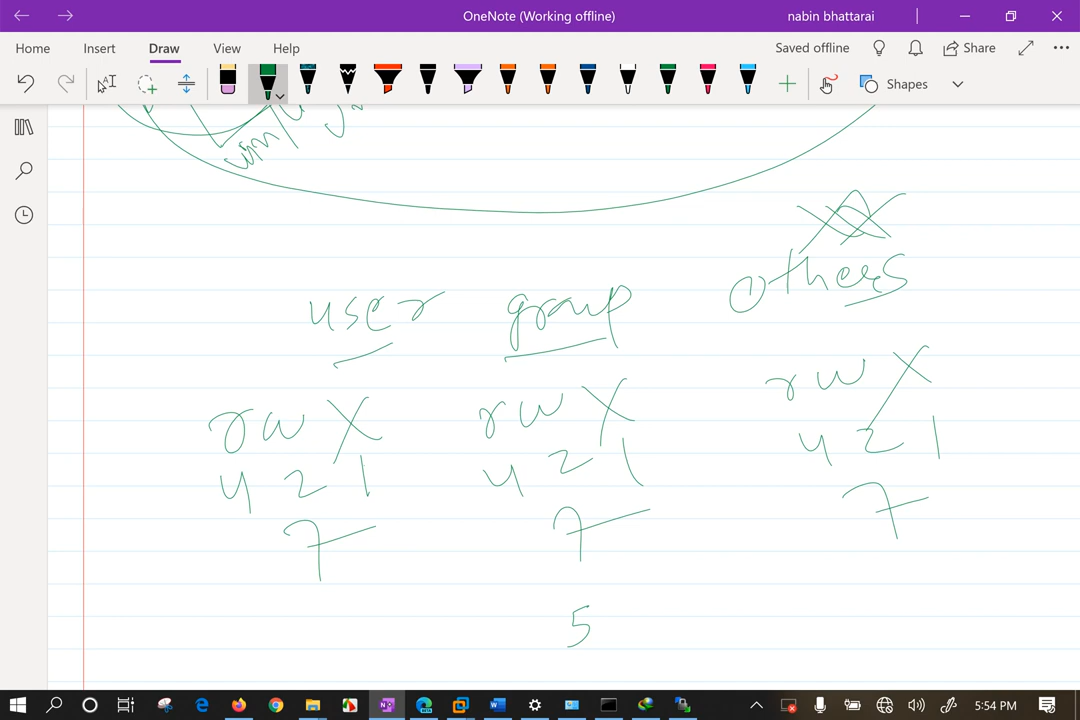 OneNote (Working offline)
nabin bhattarai
Home Insert Draw View Help
Saved offline
Share
Shapes
others
user group
r w x r w x r w x
4 2 1 4 2 1 4 2 1
7 7 7
5
5:54 PM